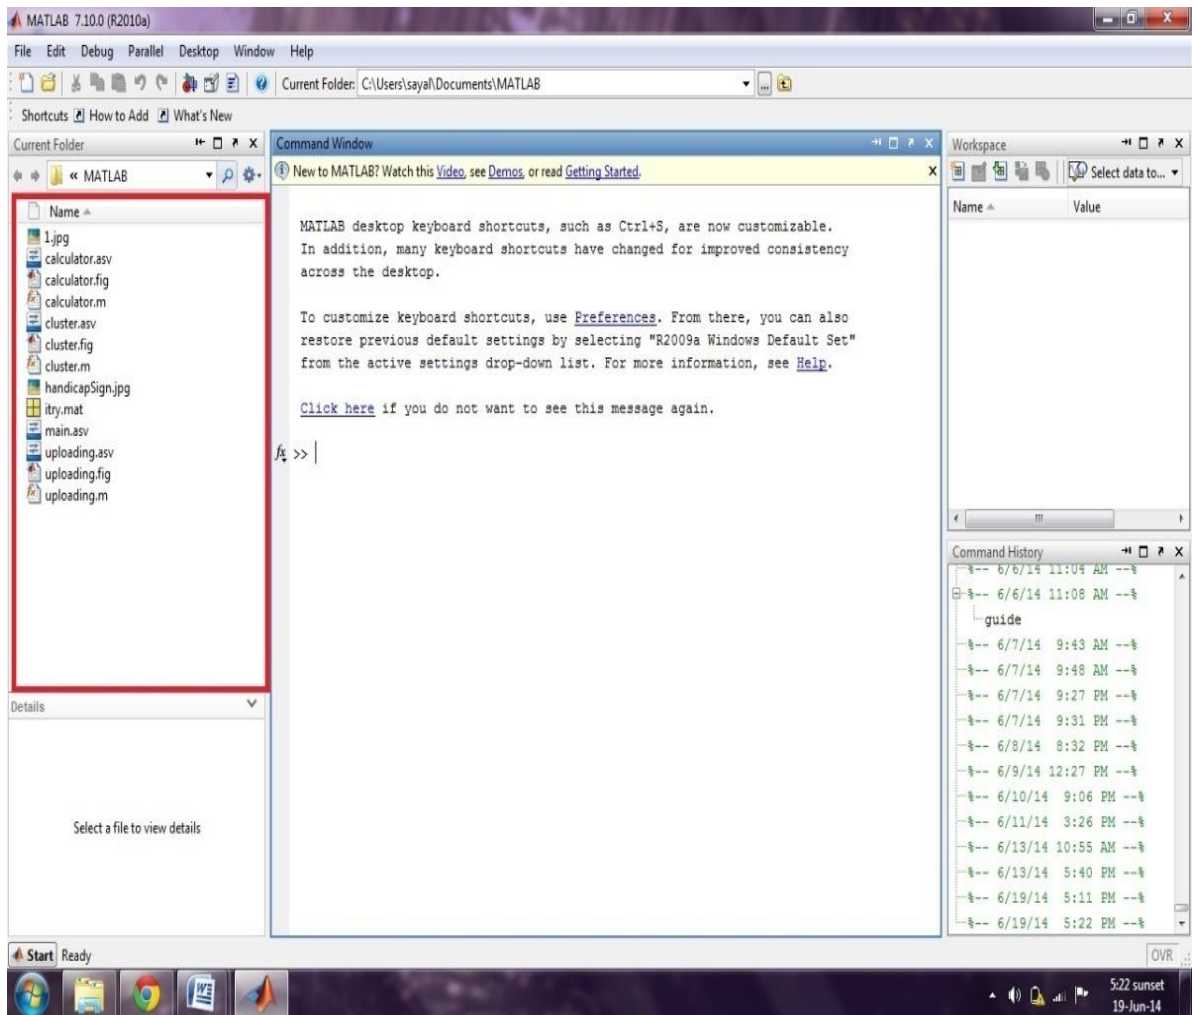 MATLAB 7.10.0 (R2010a)
File Edit Debug Parallel Desktop Window Help
Current Folder: C:\Users\sayal\Documents\MATLAB
Shortcuts How to Add What's New
Current Folder
« MATLAB
Name
1.jpg
calculator.asv
calculator.fig
calculator.m
cluster.asv
cluster.fig
cluster.m
handicapSign.jpg
itry.mat
main.asv
uploading.asv
uploading.fig
uploading.m
Details
Select a file to view details
Command Window
New to MATLAB? Watch this Video, see Demos, or read Getting Started.
MATLAB desktop keyboard shortcuts, such as Ctrl+S, are now customizable.
In addition, many keyboard shortcuts have changed for improved consistency
across the desktop.
To customize keyboard shortcuts, use Preferences. From there, you can also
restore previous default settings by selecting "R2009a Windows Default Set"
from the active settings drop-down list. For more information, see Help.
Click here if you do not want to see this message again.
fx >>
Workspace
Select data to...
Name Value
Command History
%-- 6/6/14 11:04 AM --%
%-- 6/6/14 11:08 AM --%
guide
%-- 6/7/14 9:43 AM --%
%-- 6/7/14 9:48 AM --%
%-- 6/7/14 9:27 PM --%
%-- 6/7/14 9:31 PM --%
%-- 6/8/14 8:32 PM --%
%-- 6/9/14 12:27 PM --%
%-- 6/10/14 9:06 PM --%
%-- 6/11/14 3:26 PM --%
%-- 6/13/14 10:55 AM --%
%-- 6/13/14 5:40 PM --%
%-- 6/19/14 5:11 PM --%
%-- 6/19/14 5:22 PM --%
Start Ready
OVR
5:22 sunset
19-Jun-14